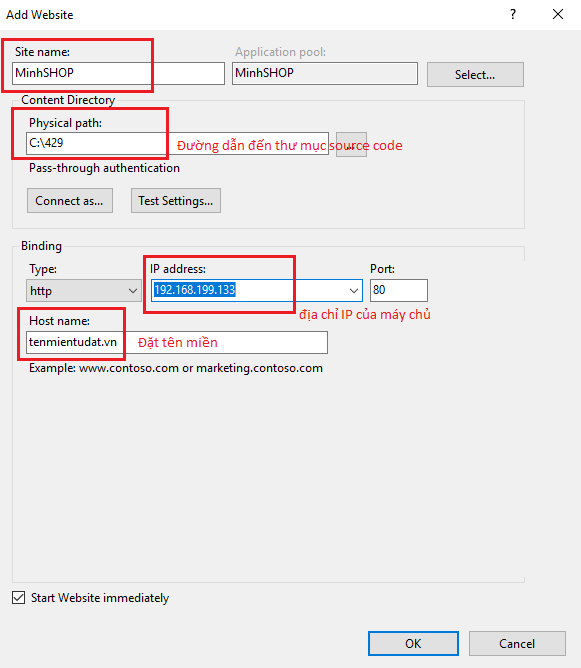 Add Website
Site name:
Application pool:
MinhSHOP
MinhSHOP
Select...
Content Directory
Physical path:
C:\429
...
Đường dẫn đến thư mục source code
Pass-through authentication
Connect as...
Test Settings...
Binding
Type:
IP address:
Port:
http
192.168.199.133
80
địa chỉ IP của máy chủ
Host name:
tenmientudat.vn
Đặt tên miền
Example: www.contoso.com or marketing.contoso.com
Start Website immediately
OK
Cancel